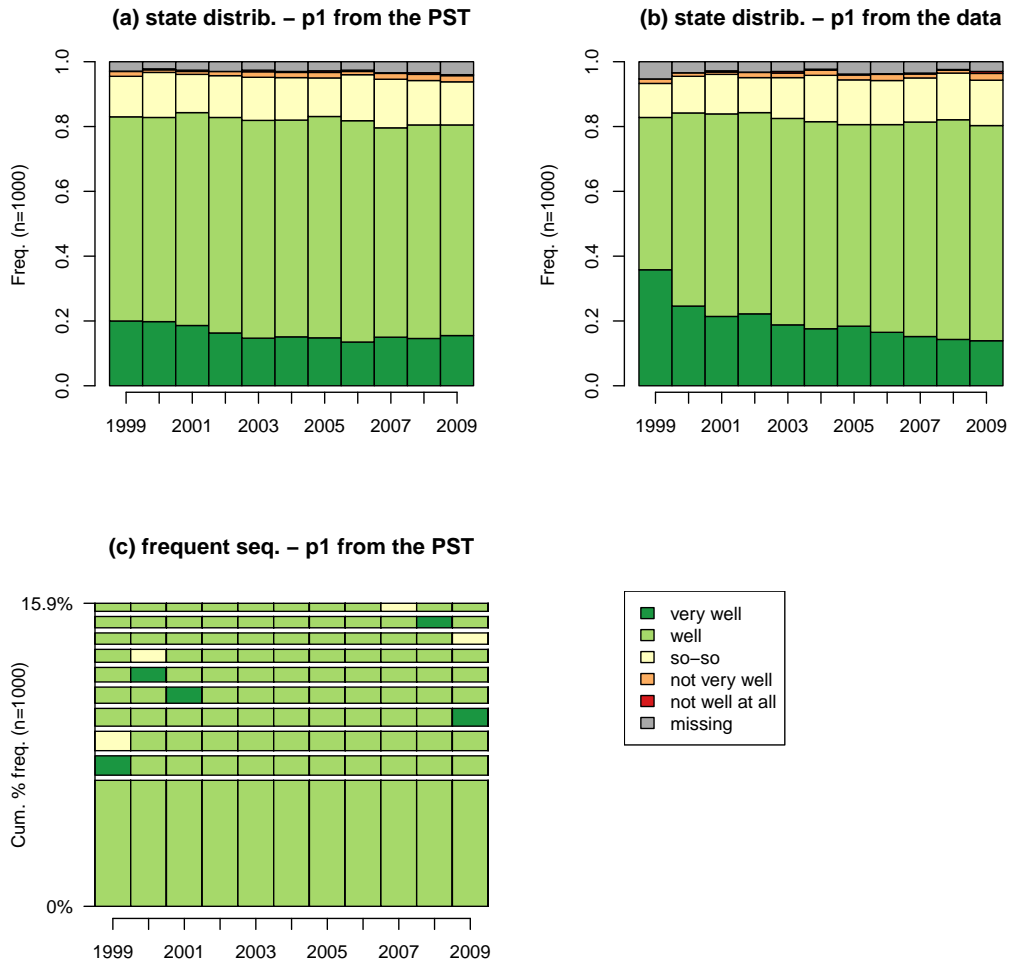 (a) state distrib. − p1 from the PST
(b) state distrib. − p1 from the data
Freq. (n=1000)
1.0
0.8
0.6
0.4
0.2
0.0
1999 2001 2003 2005 2007 2009
Freq. (n=1000)
1.0
0.8
0.6
0.4
0.2
0.0
1999 2001 2003 2005 2007 2009
(c) frequent seq. − p1 from the PST
Cum. % freq. (n=1000)
15.9%
0%
1999 2001 2003 2005 2007 2009
very well
well
so−so
not very well
not well at all
missing